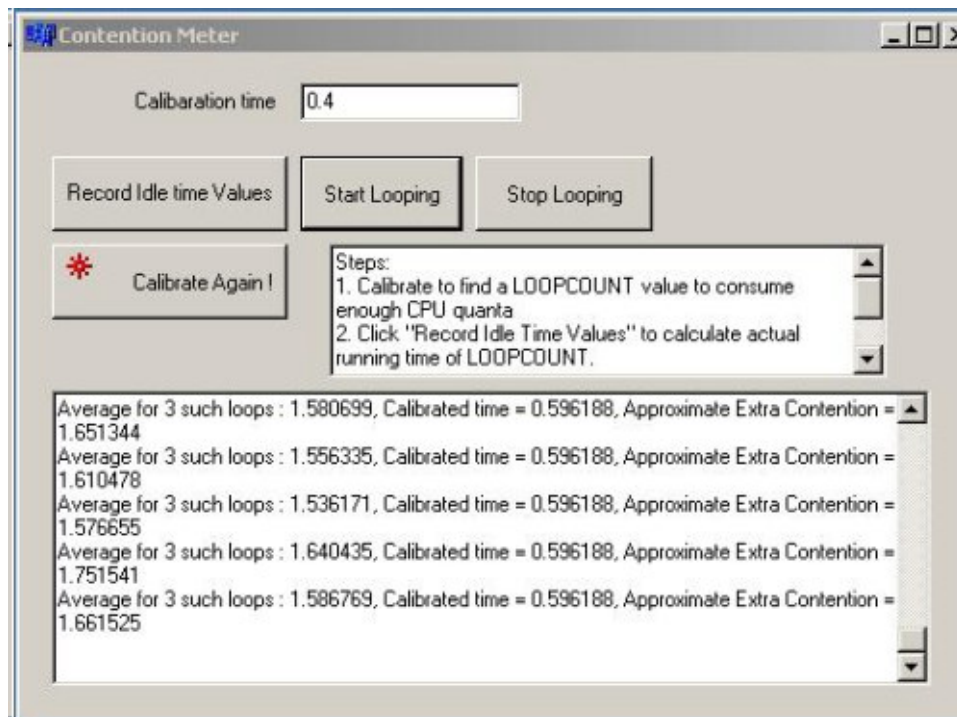 Contention Meter
Calibaration time
0.4
Record Idle time Values
Start Looping
Stop Looping
Calibrate Again !
Steps:
1. Calibrate to find a LOOPCOUNT value to consume
enough CPU quanta
2. Click "Record Idle Time Values" to calculate actual
running time of LOOPCOUNT.
Average for 3 such loops : 1.580699, Calibrated time = 0.596188, Approximate Extra Contention =
1.651344
Average for 3 such loops : 1.556335, Calibrated time = 0.596188, Approximate Extra Contention =
1.610478
Average for 3 such loops : 1.536171, Calibrated time = 0.596188, Approximate Extra Contention =
1.576655
Average for 3 such loops : 1.640435, Calibrated time = 0.596188, Approximate Extra Contention =
1.751541
Average for 3 such loops : 1.586769, Calibrated time = 0.596188, Approximate Extra Contention =
1.661525